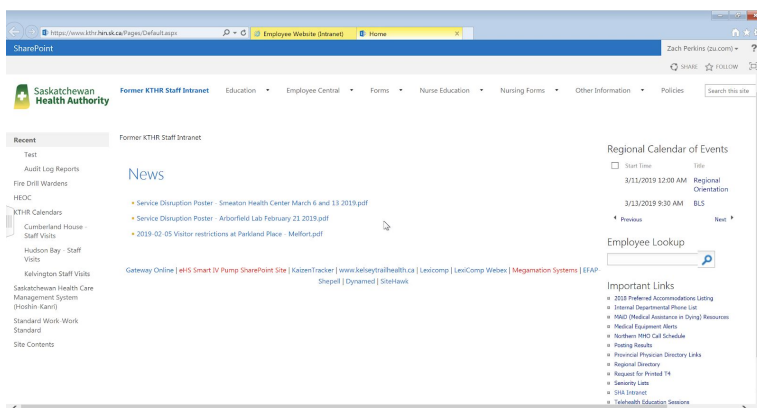 https://www.kthr.hin.sk.ca/Pages/Default.aspx
Employee Website (Intranet)
Home
SharePoint
Zach Perkins (zu.com)
?
SHARE
FOLLOW
Saskatchewan
Health Authority
Former KTHR Staff Intranet
Education
Employee Central
Forms
Nurse Education
Nursing Forms
Other Information
Policies
Search this site
Recent
Test
Audit Log Reports
Fire Drill Wardens
HEOC
KTHR Calendars
Cumberland House -
Staff Visits
Hudson Bay - Staff
Visits
Kelvington Staff Visits
Saskatchewan Health Care
Management System
(Hoshin-Kanri)
Standard Work-Work
Standard
Site Contents
Former KTHR Staff Intranet
News
Service Disruption Poster - Smeaton Health Center March 6 and 13 2019.pdf
Service Disruption Poster - Arborfield Lab February 21 2019.pdf
2019-02-05 Visitor restrictions at Parkland Place - Melfort.pdf
Gateway Online | eHS Smart IV Pump SharePoint Site | KaizenTracker | www.kelseytrailhealth.ca | Lexicomp | LexiComp Webex | Megamation Systems | EFAP-
Shepell | Dynamed | SiteHawk
Regional Calendar of Events
Start Time Title
3/11/2019 12:00 AM Regional
Orientation
3/13/2019 9:30 AM BLS
Previous Next
Employee Lookup
Important Links
2018 Preferred Accommodations Listing
Internal Departmental Phone List
MAID (Medical Assistance in Dying) Resources
Medical Equipment Alerts
Northern MHO Call Schedule
Posting Results
Provincial Physician Directory Links
Regional Directory
Request for Printed T4
Seniority Lists
SHA Intranet
Telehealth Education Sessions